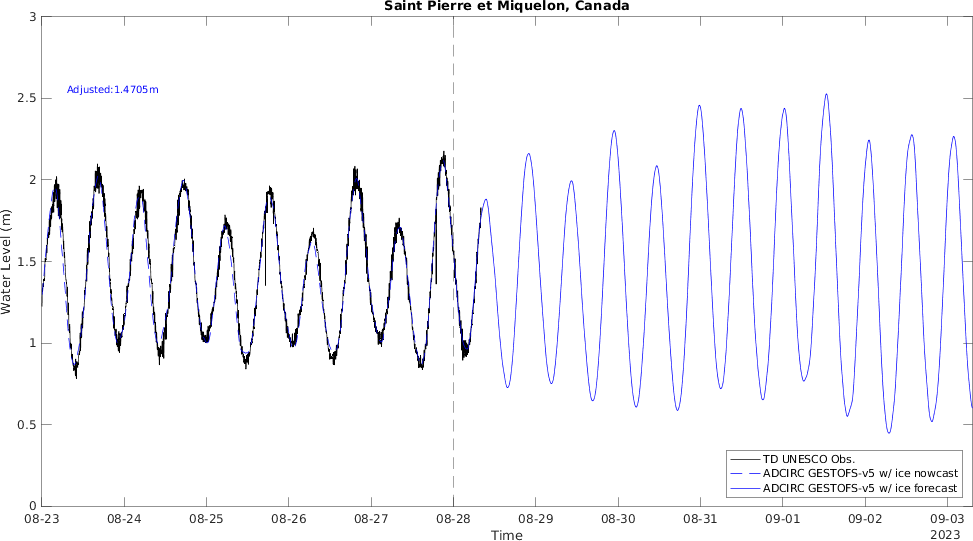 Saint Pierre et Miquelon, Canada
3
Adjusted:1.4705m
2.5
2
1.5
1
0.5
0
Water Level (m)
TD UNESCO Obs.
ADCIRC GESTOFS-v5 w/ ice nowcast
ADCIRC GESTOFS-v5 w/ ice forecast
08-23 08-24 08-25 08-26 08-27 08-28 08-29 08-30 08-31 09-01 09-02 09-03
Time
2023